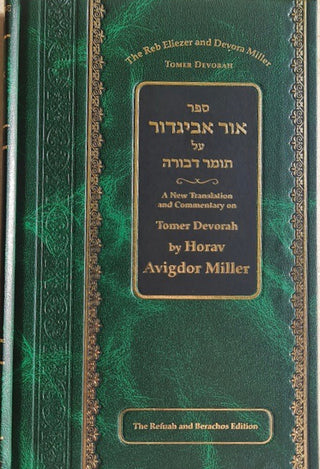 The Reb Eliezer and Devora Miller
Tomer Devorah
ספר
אור אביגדור
על
תומר דבורה
A New Translation
and Commentary on
Tomer Devorah
by Horav
Avigdor Miller
The Refuah and Berachos Edition